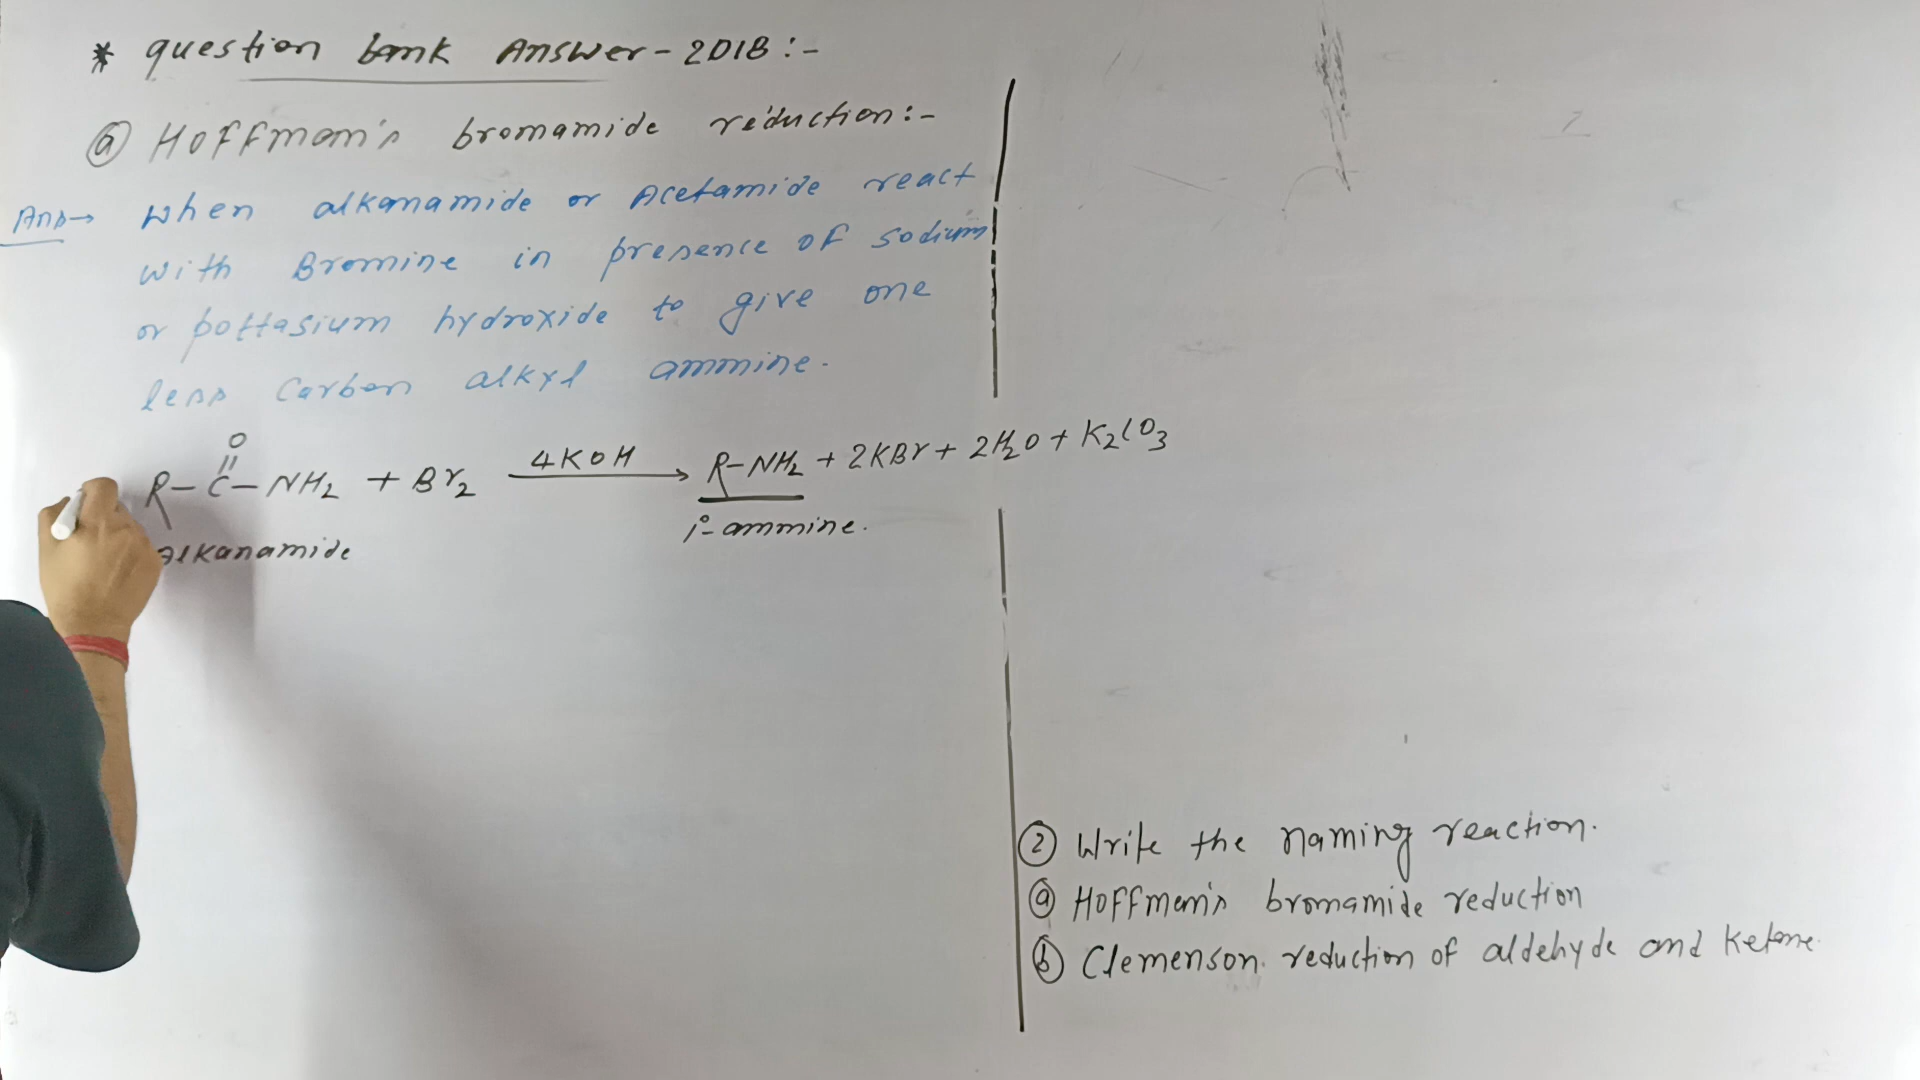 * question bank Answer - 2018 :-
ⓐ Hoffman's bromamide reduction :-
Ans → When alkanamide or Acetamide react
with Bromine in presence of sodium
or pottasium hydroxide to give one
less Carbon alkyl ammine.
O
R-C-NH₂ + Br₂ 4KOH → R-NH₂ + 2KBr + 2H₂O + K₂CO₃
alkanamide 1°-ammine.
② Write the naming reaction.
ⓐ Hoffman's bromamide reduction
ⓑ Clemenson reduction of aldehyde and Ketone.